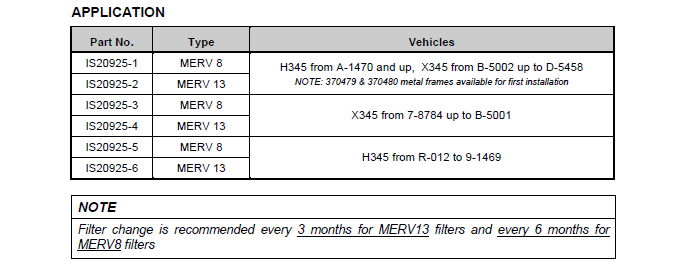 APPLICATION
Part No. Type Vehicles
IS20925-1 MERV 8
H345 from A-1470 and up, X345 from B-5002 up to D-5458
IS20925-2 MERV 13
NOTE: 370479 & 370480 metal frames available for first installation
IS20925-3 MERV 8
X345 from 7-8784 up to B-5001
IS20925-4 MERV 13
IS20925-5 MERV 8
H345 from R-012 to 9-1469
IS20925-6 MERV 13
NOTE
Filter change is recommended every 3 months for MERV13 filters and every 6 months for
MERV8 filters